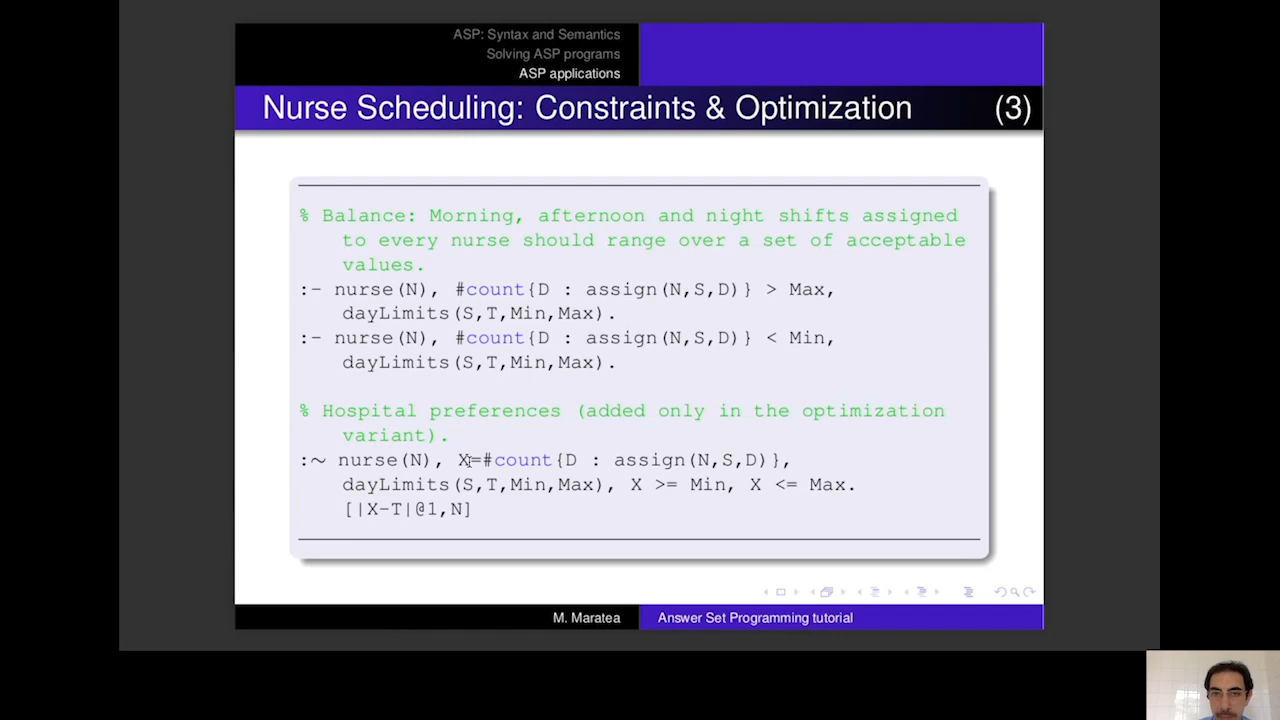 ASP: Syntax and Semantics
Solving ASP programs
ASP applications
Nurse Scheduling: Constraints & Optimization (3)
% Balance: Morning, afternoon and night shifts assigned
to every nurse should range over a set of acceptable
values.
:- nurse(N), #count{D : assign(N,S,D)} > Max,
dayLimits(S,T,Min,Max).
:- nurse(N), #count{D : assign(N,S,D)} < Min,
dayLimits(S,T,Min,Max).
% Hospital preferences (added only in the optimization
variant).
:~ nurse(N), X=#count{D : assign(N,S,D)},
dayLimits(S,T,Min,Max), X >= Min, X <= Max.
[|X-T|@1,N]
M. Maratea Answer Set Programming tutorial